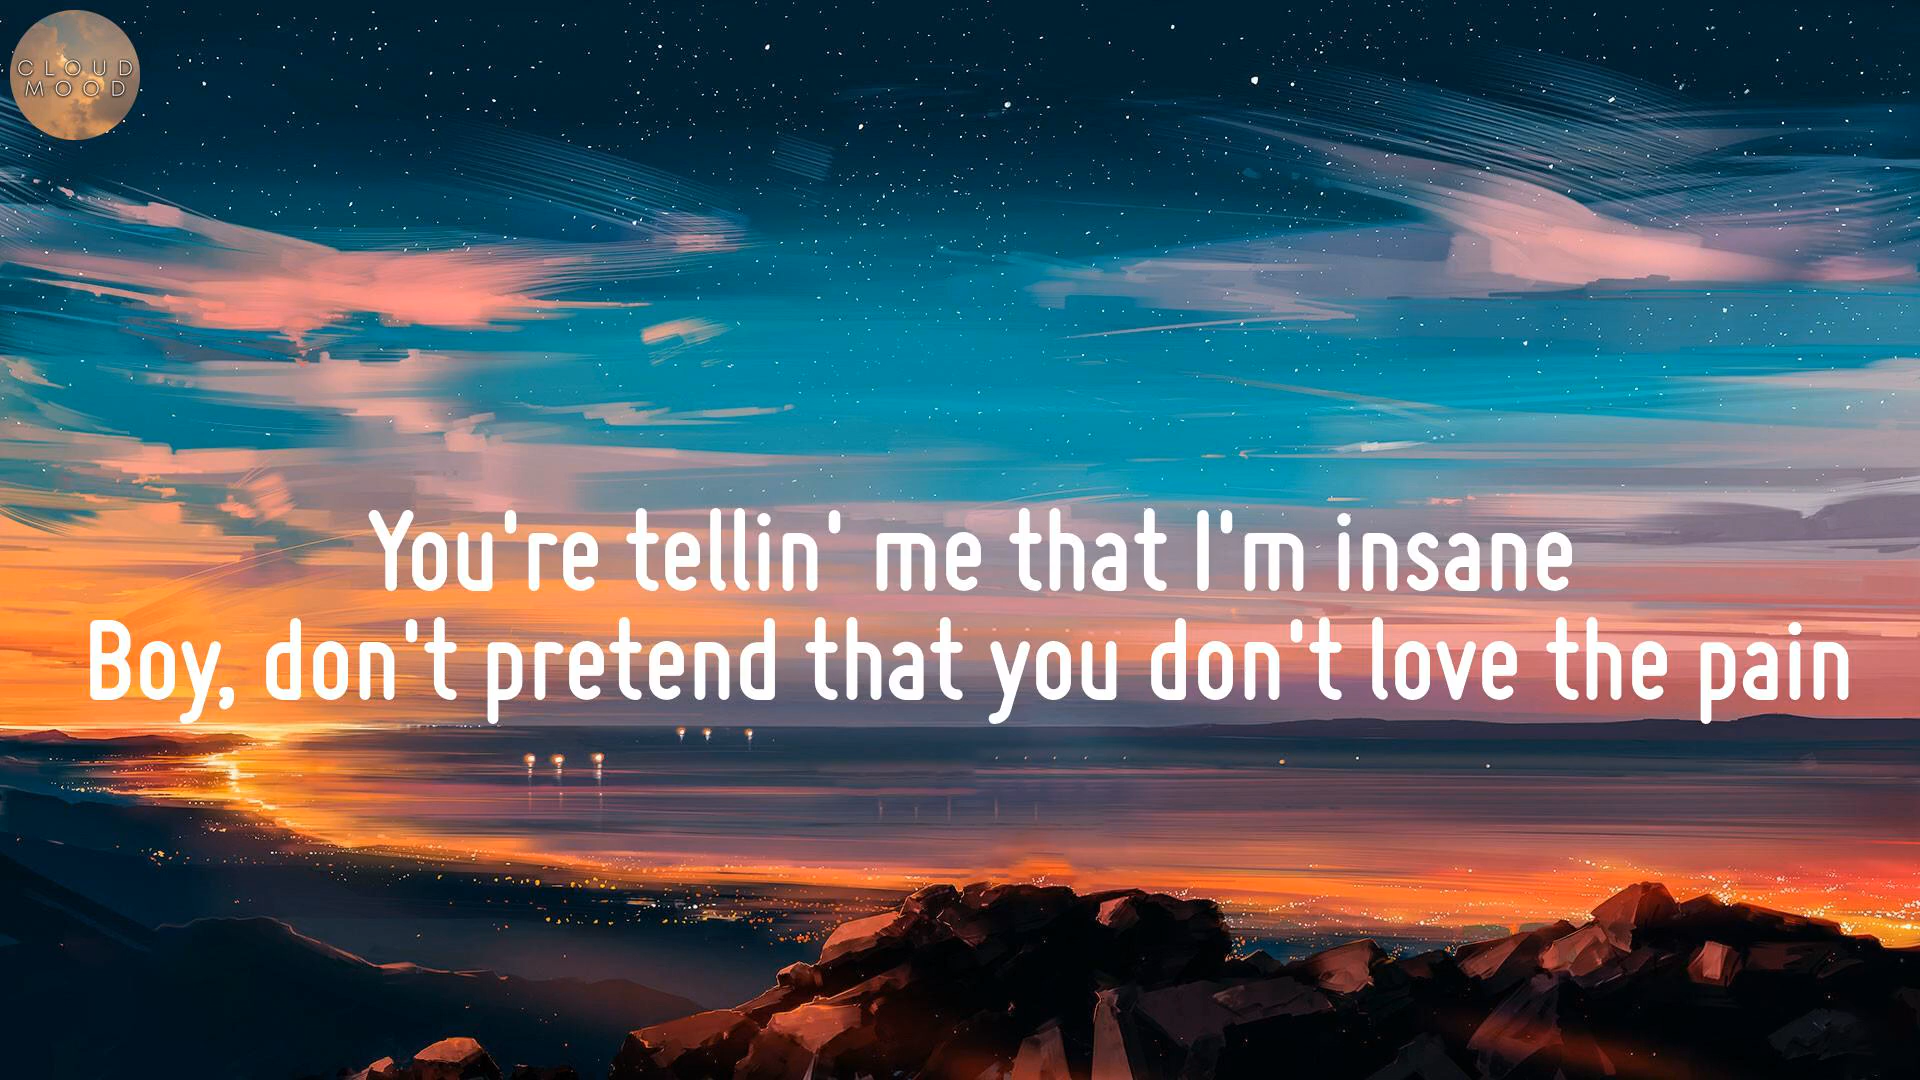 CLOUD
MOOD
You're tellin' me that I'm insane
Boy, don't pretend that you don't love the pain